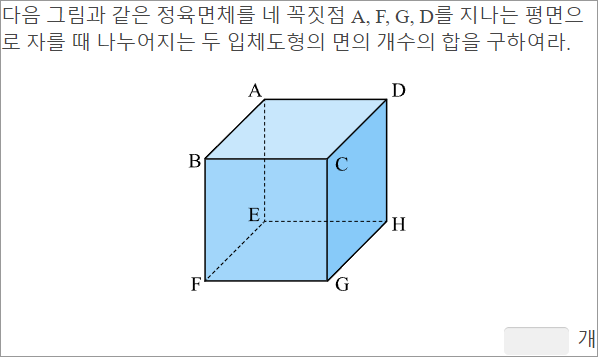 다음 그림과 같은 정육면체를 네 꼭짓점 A, F, G, D를 지나는 평면으
로 자를 때 나누어지는 두 입체도형의 면의 개수의 합을 구하여라.
A
D
B
C
E
H
F
G
개